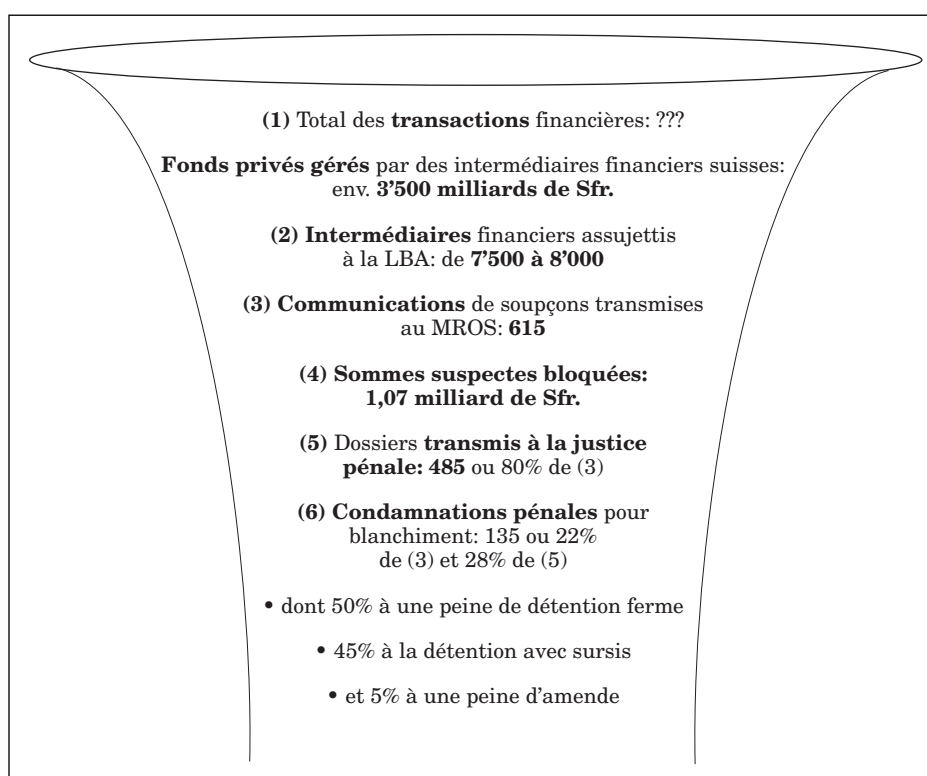 (1) Total des transactions financières: ???
Fonds privés gérés par des intermédiaires financiers suisses:
env. 3'500 milliards de Sfr.
(2) Intermédiaires financiers assujettis
à la LBA: de 7'500 à 8'000
(3) Communications de soupçons transmises
au MROS: 615
(4) Sommes suspectes bloquées:
1,07 milliard de Sfr.
(5) Dossiers transmis à la justice
pénale: 485 ou 80% de (3)
(6) Condamnations pénales pour
blanchiment: 135 ou 22%
de (3) et 28% de (5)
• dont 50% à une peine de détention ferme
• 45% à la détention avec sursis
• et 5% à une peine d'amende